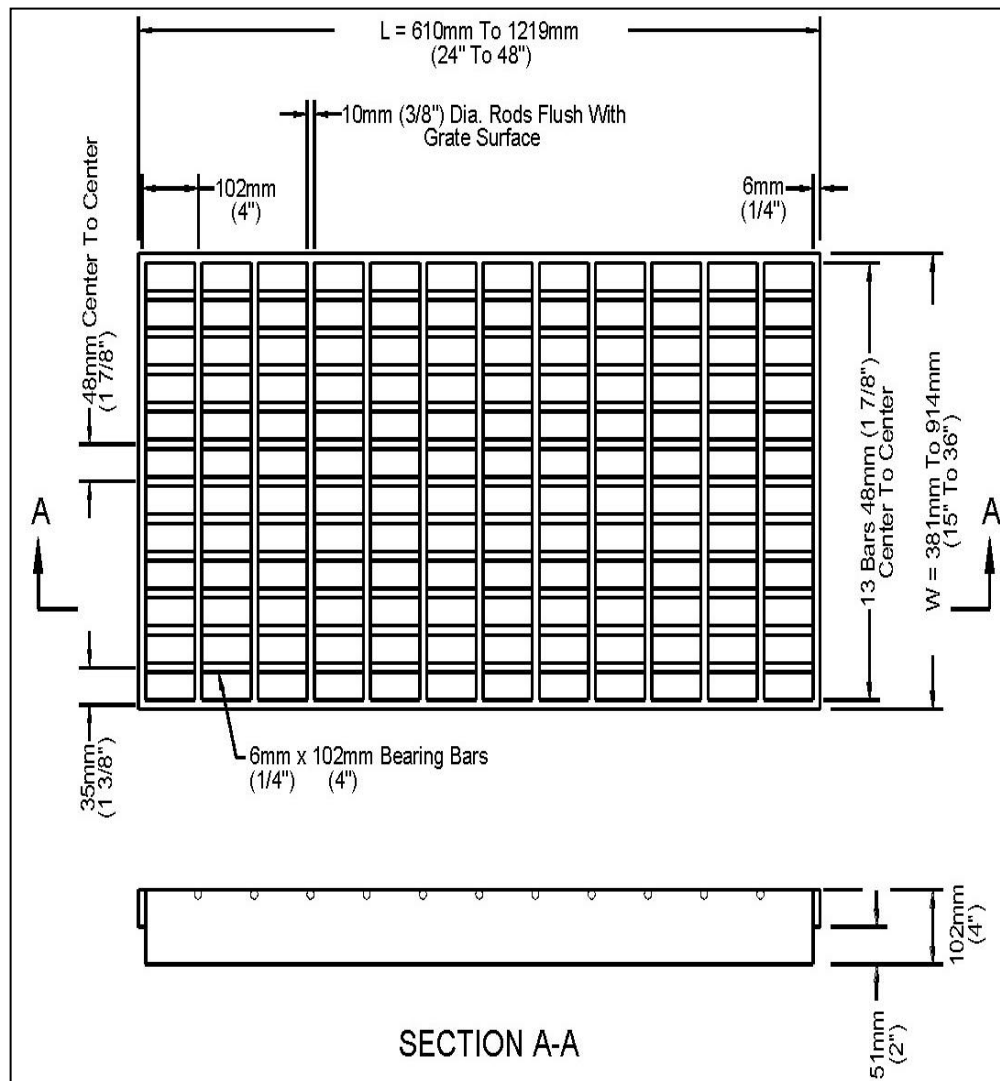 L = 610mm To 1219mm
(24" To 48")
10mm (3/8") Dia. Rods Flush With
Grate Surface
102mm
(4")
6mm
(1/4")
48mm Center To Center
(1 7/8")
A
A
13 Bars 48mm (1 7/8")
Center To Center
W = 381mm To 914mm
(15" To 36")
35mm
(1 3/8")
6mm x 102mm Bearing Bars
(1/4") (4")
102mm
(4")
51mm
(2")
SECTION A-A